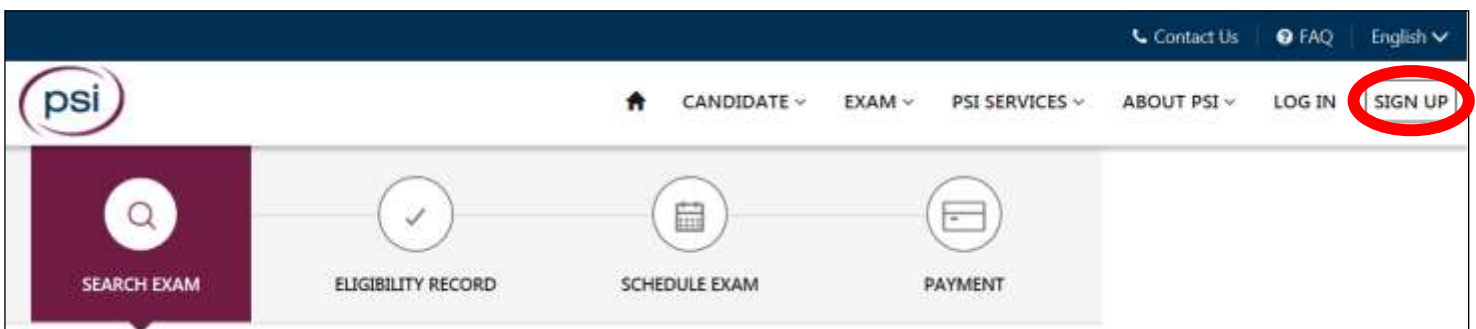 Contact Us FAQ English
psi CANDIDATE EXAM PSI SERVICES ABOUT PSI LOG IN SIGN UP
SEARCH EXAM ELIGIBILITY RECORD SCHEDULE EXAM PAYMENT